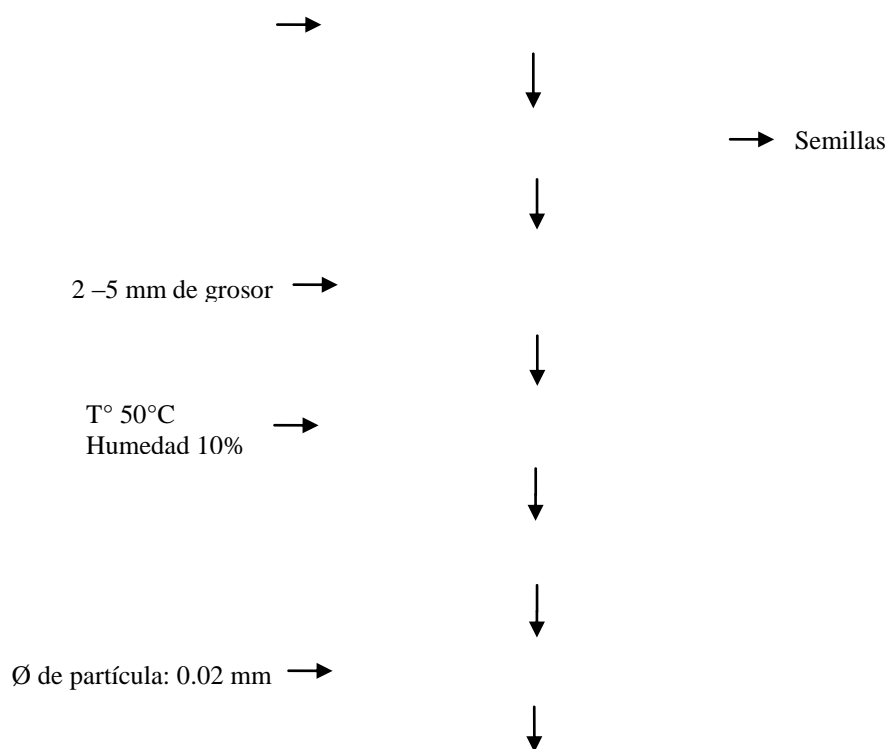 Semillas
2 –5 mm de grosor
T° 50°C
Humedad 10%
Ø de partícula: 0.02 mm